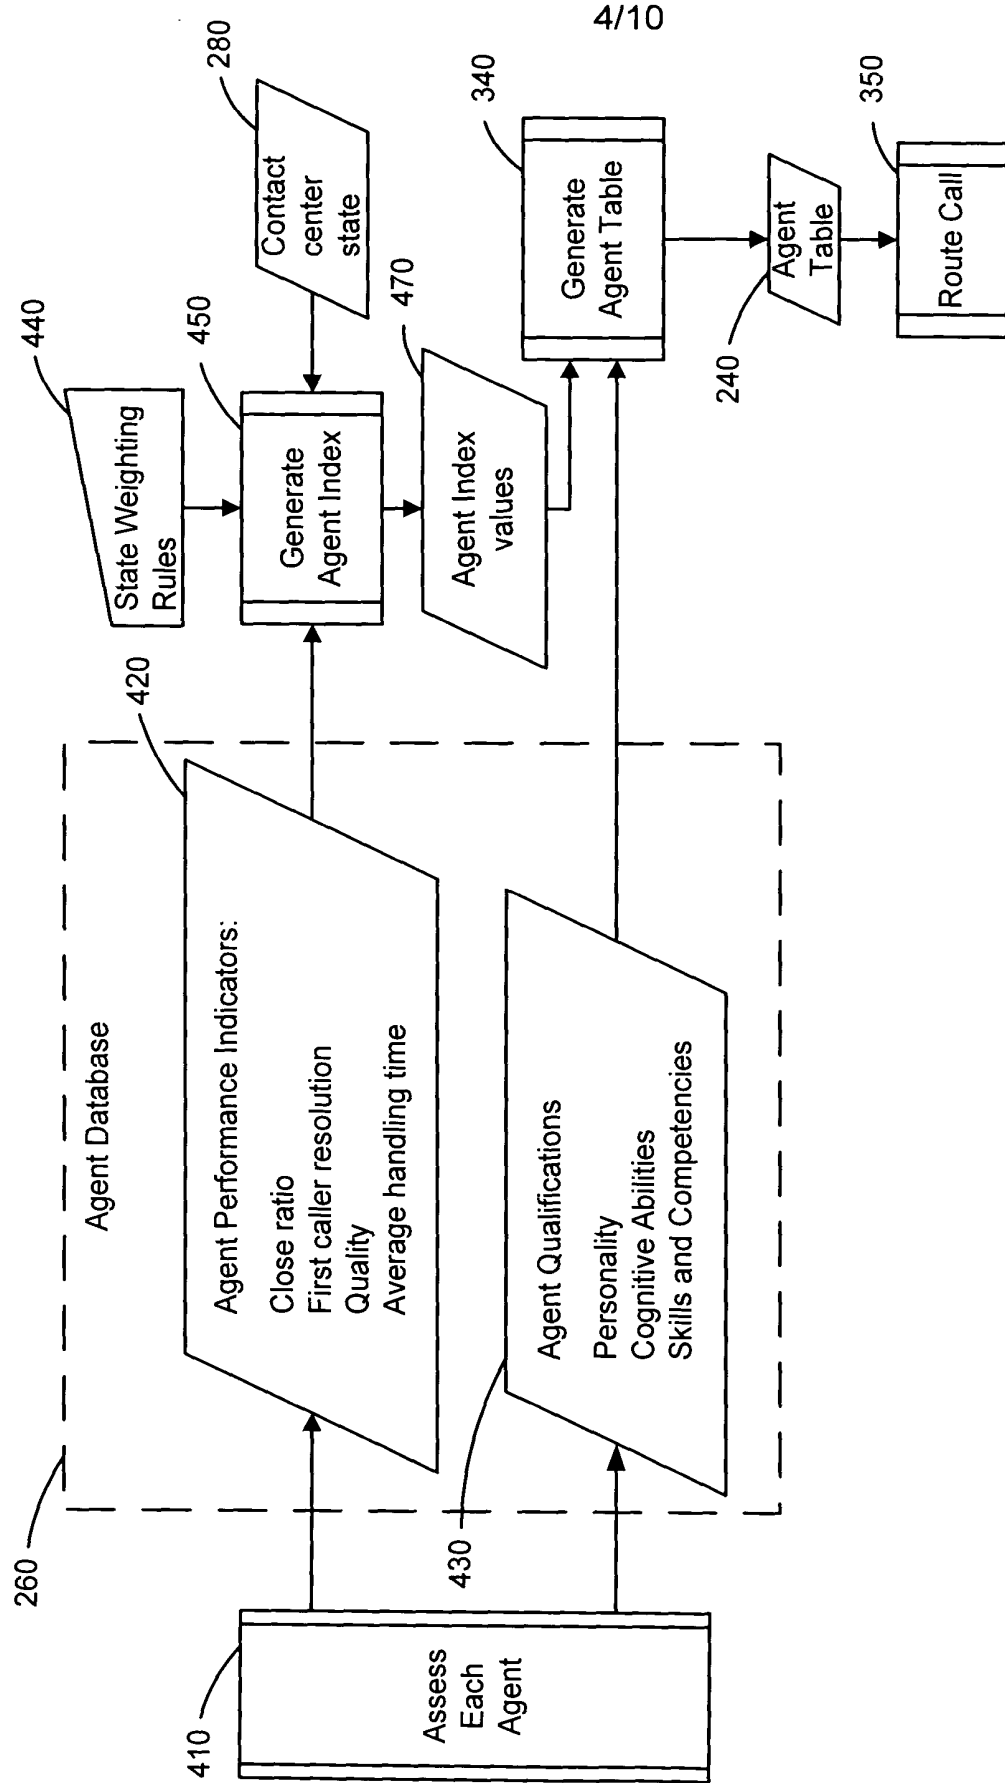 4/10
260
Agent Database
410
Assess
Each
Agent
420
Agent Performance Indicators:
Close ratio
First caller resolution
Quality
Average handling time
430
Agent Qualifications
Personality
Cognitive Abilities
Skills and Competencies
440
State Weighting
Rules
450
Generate
Agent Index
280
Contact
center
state
470
Agent Index
values
340
Generate
Agent Table
240
Agent
Table
350
Route Call